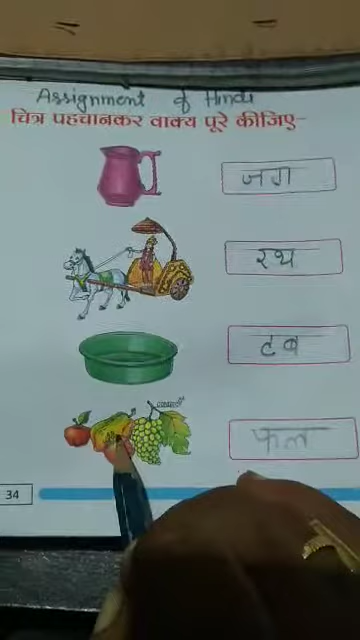 Assignment of Hindi
चित्र पहचानकर वाक्य पूरे कीजिए-
जग
रथ
टब
फल
34